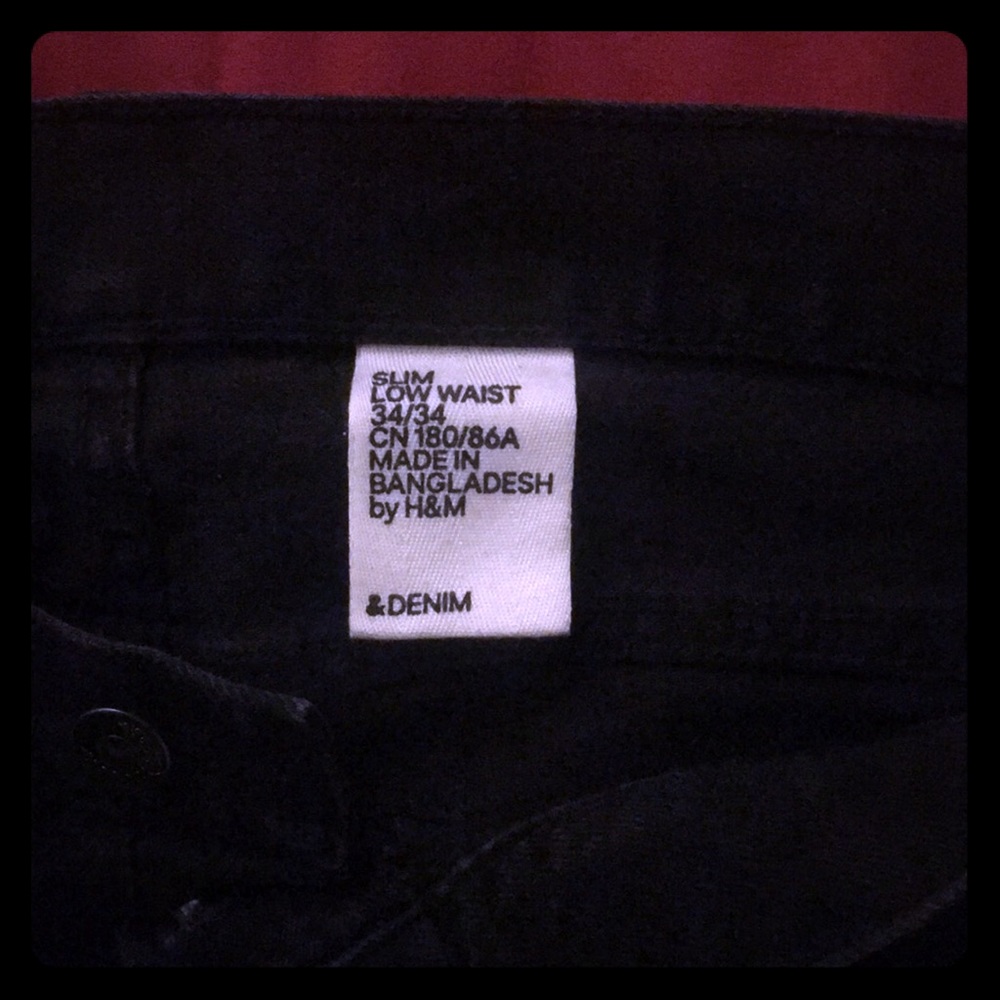 SLIM
LOW WAIST
34/34
CN 180/86A
MADE IN
BANGLADESH
by H&M
&DENIM